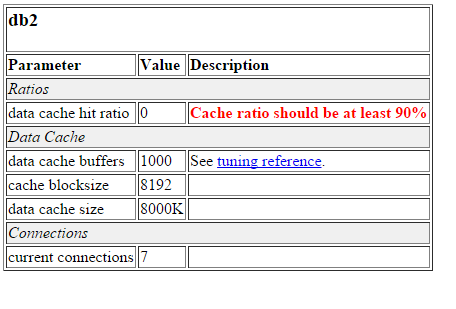 db2
Parameter Value Description
Ratios
data cache hit ratio 0 Cache ratio should be at least 90%
Data Cache
data cache buffers 1000 See tuning reference.
cache blocksize 8192
data cache size 8000K
Connections
current connections 7